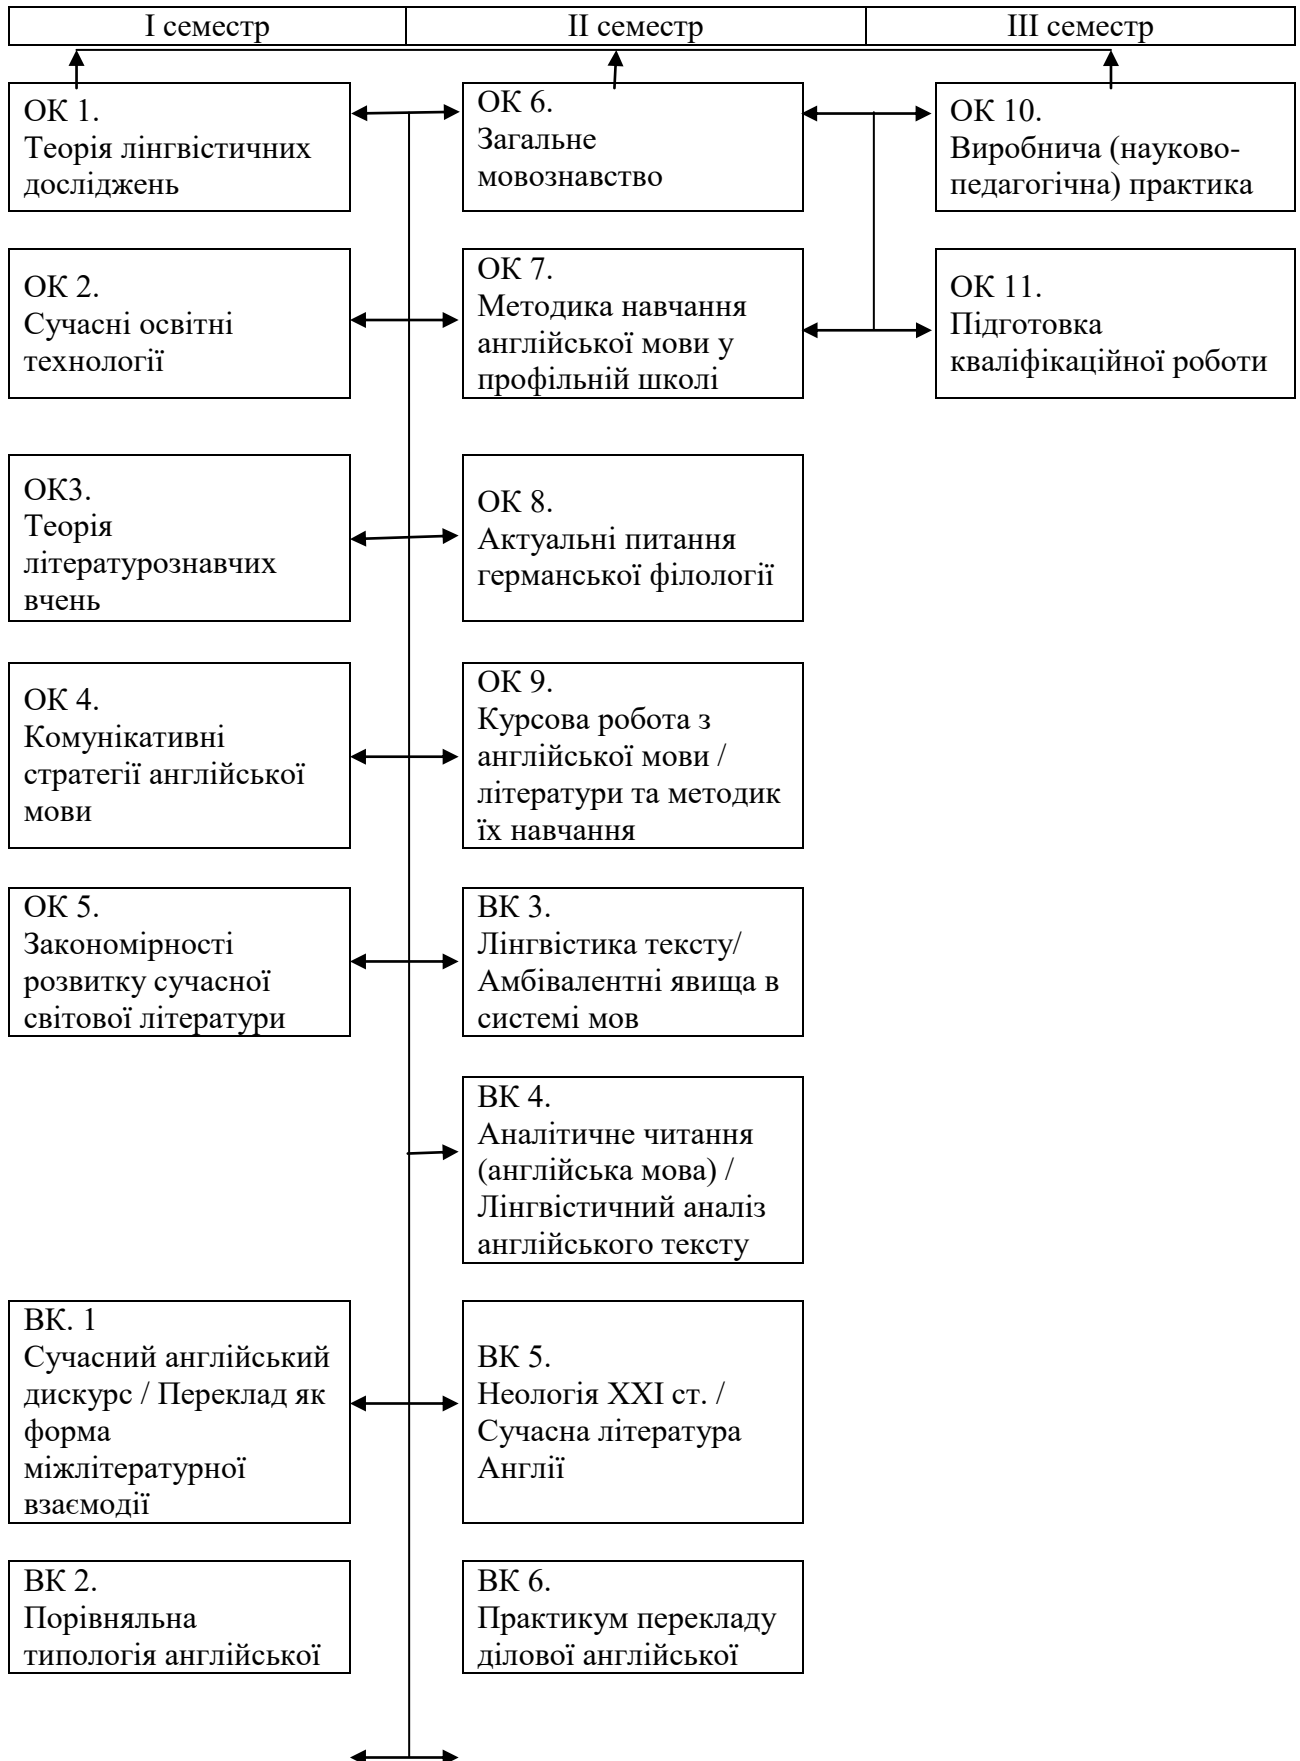 І семестр
ІІ семестр
ІІІ семестр
ОК 1.
Теорія лінгвістичних
досліджень
ОК 6.
Загальне
мовознавство
ОК 10.
Виробнича (науково-
педагогічна) практика
ОК 2.
Сучасні освітні
технології
ОК 7.
Методика навчання
англійської мови у
профільній школі
ОК 11.
Підготовка
кваліфікаційної роботи
ОК3.
Теорія
літературознавчих
вчень
ОК 8.
Актуальні питання
германської філології
ОК 4.
Комунікативні
стратегії англійської
мови
ОК 9.
Курсова робота з
англійської мови /
літератури та методик
їх навчання
ОК 5.
Закономірності
розвитку сучасної
світової літератури
ВК 3.
Лінгвістика тексту/
Амбівалентні явища в
системі мов
ВК 4.
Аналітичне читання
(англійська мова) /
Лінгвістичний аналіз
англійського тексту
ВК. 1
Сучасний англійський
дискурс / Переклад як
форма
міжлітературної
взаємодії
ВК 5.
Неологія ХХІ ст. /
Сучасна література
Англії
ВК 2.
Порівняльна
типологія англійської
ВК 6.
Практикум перекладу
ділової англійської